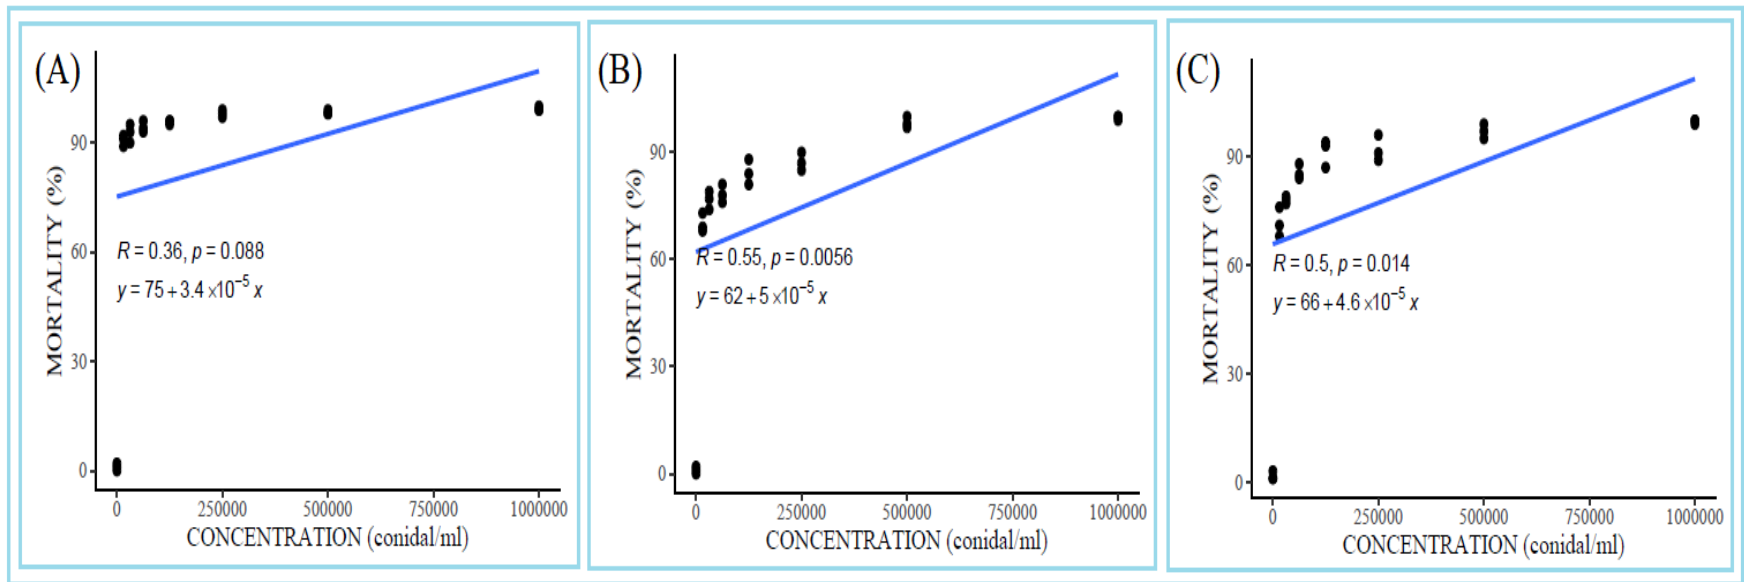 (A)
MORTALITY (%)
90
60
30
0
R = 0.36, p = 0.088
y = 75 + 3.4 ×10⁻⁵ x
0 250000 500000 750000 1000000
CONCENTRATION (conidal/ml)
(B)
MORTALITY (%)
90
60
30
0
R = 0.55, p = 0.0056
y = 62 + 5 ×10⁻⁵ x
0 250000 500000 750000 1000000
CONCENTRATION (conidal/ml)
(C)
MORTALITY (%)
90
60
30
0
R = 0.5, p = 0.014
y = 66 + 4.6 ×10⁻⁵ x
0 250000 500000 750000 1000000
CONCENTRATION (conidal/ml)